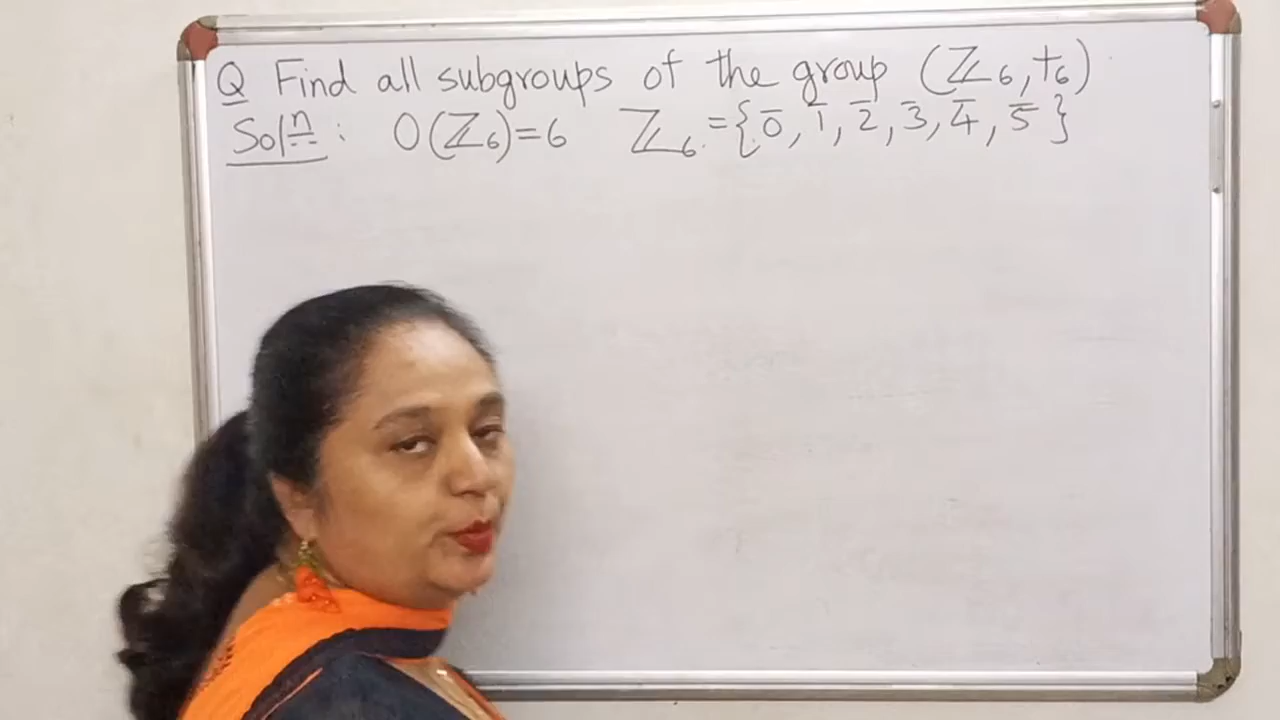 Q Find all subgroups of the group (ℤ₆, +₆)
Solⁿ: O(ℤ₆)=6 ℤ₆ = {0̅, 1̅, 2̅, 3̅, 4̅, 5̅}